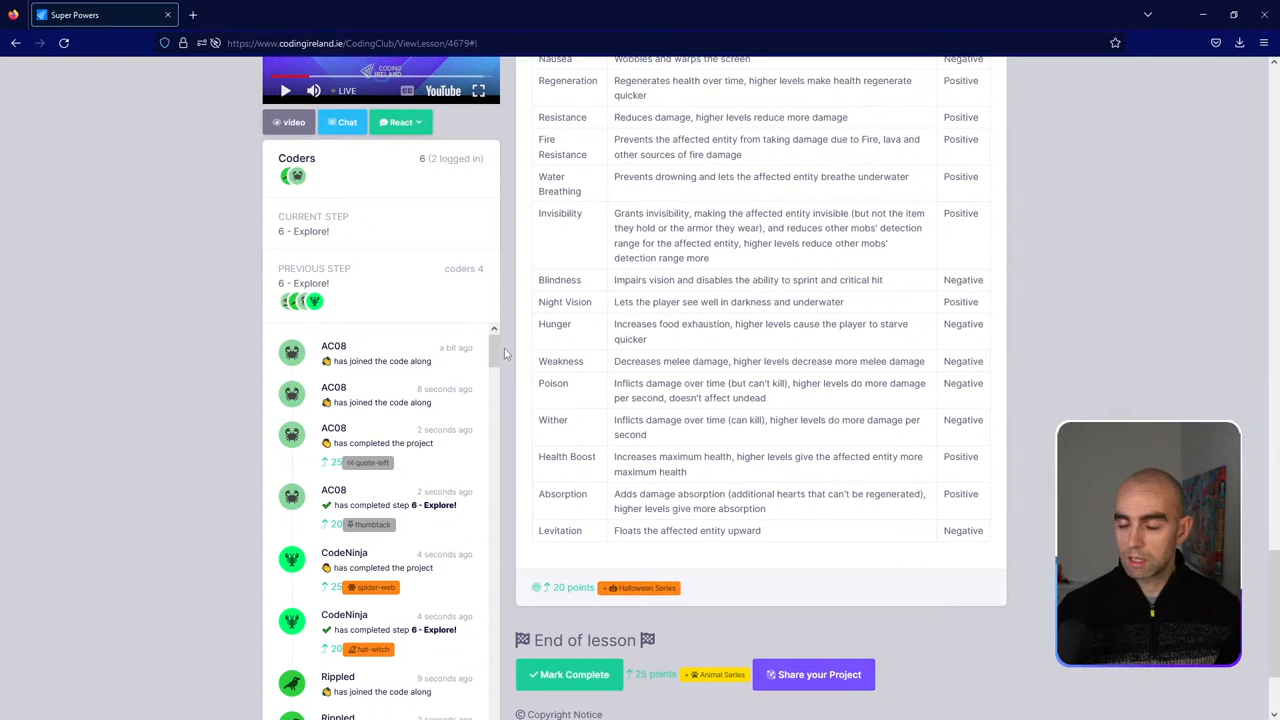 Super Powers
https://www.codingireland.ie/CodingClub/ViewLesson/4679#!
LIVE
CC
YouTube
video
Chat
React
Coders
6 (2 logged in)
CURRENT STEP
6 - Explore!
PREVIOUS STEP
coders 4
6 - Explore!
AC08
a bit ago
has joined the code along
AC08
8 seconds ago
has joined the code along
AC08
2 seconds ago
has completed the project
25 quote-left
AC08
2 seconds ago
has completed step 6 - Explore!
20 thumbtack
CodeNinja
4 seconds ago
has completed the project
25 spider-web
CodeNinja
4 seconds ago
has completed step 6 - Explore!
20 hat-witch
Rippled
9 seconds ago
has joined the code along
Rippled
2 seconds ago
Nausea
Wobbles and warps the screen
Negative
Regeneration
Regenerates health over time, higher levels make health regenerate
quicker
Positive
Resistance
Reduces damage, higher levels reduce more damage
Positive
Fire
Resistance
Prevents the affected entity from taking damage due to Fire, lava and
other sources of fire damage
Positive
Water
Breathing
Prevents drowning and lets the affected entity breathe underwater
Positive
Invisibility
Grants invisibility, making the affected entity invisible (but not the item
they hold or the armor they wear), and reduces other mobs' detection
range for the affected entity, higher levels reduce other mobs'
detection range more
Positive
Blindness
Impairs vision and disables the ability to sprint and critical hit
Negative
Night Vision
Lets the player see well in darkness and underwater
Positive
Hunger
Increases food exhaustion, higher levels cause the player to starve
quicker
Negative
Weakness
Decreases melee damage, higher levels decrease more melee damage
Negative
Poison
Inflicts damage over time (but can't kill), higher levels do more damage
per second, doesn't affect undead
Negative
Wither
Inflicts damage over time (can kill), higher levels do more damage per
second
Negative
Health Boost
Increases maximum health, higher levels give the affected entity more
maximum health
Positive
Absorption
Adds damage absorption (additional hearts that can't be regenerated),
higher levels give more absorption
Positive
Levitation
Floats the affected entity upward
Negative
20 points
+ Halloween Series
End of lesson
Mark Complete
25 points
+ Animal Series
Share your Project
© Copyright Notice